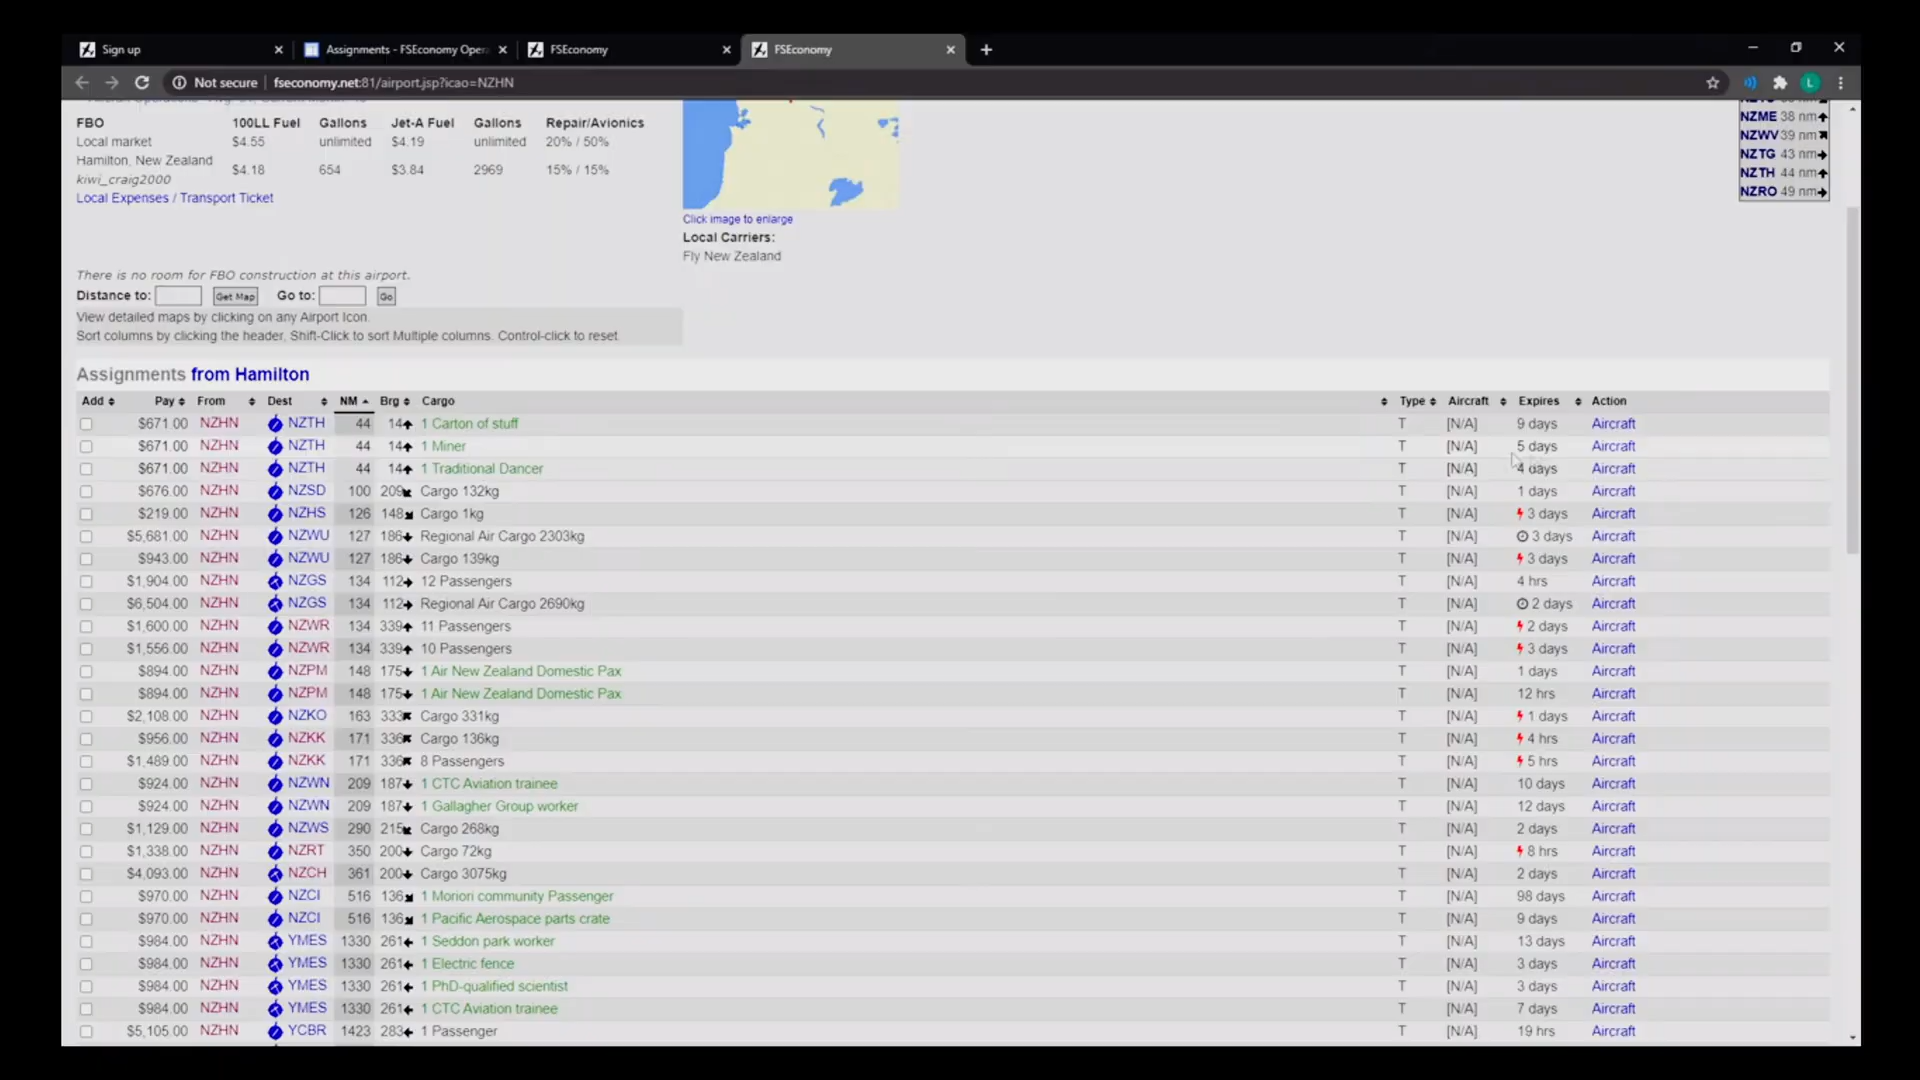 Sign up
Assignments - FSEconomy Oper
FSEconomy
FSEconomy
Not secure fseconomy.net:81/airport.jsp?icao=NZHN
FBO 100LL Fuel Gallons Jet-A Fuel Gallons Repair/Avionics
Local market $4.55 unlimited $4.19 unlimited 20% / 50%
Hamilton, New Zealand
kiwi_craig2000 $4.18 654 $3.84 2969 15% / 15%
Local Expenses / Transport Ticket
Click image to enlarge
Local Carriers:
Fly New Zealand
NZME 38 nm
NZWV 39 nm
NZTG 43 nm
NZTH 44 nm
NZRO 49 nm
There is no room for FBO construction at this airport.
Distance to: Get Map Go to: Go
View detailed maps by clicking on any Airport Icon.
Sort columns by clicking the header, Shift-Click to sort Multiple columns. Control-click to reset.
Assignments from Hamilton
Add Pay From Dest NM Brg Cargo Type Aircraft Expires Action
$671.00 NZHN NZTH 44 14 1 Carton of stuff T [N/A] 9 days Aircraft
$671.00 NZHN NZTH 44 14 1 Miner T [N/A] 5 days Aircraft
$671.00 NZHN NZTH 44 14 1 Traditional Dancer T [N/A] 4 days Aircraft
$676.00 NZHN NZSD 100 209 Cargo 132kg T [N/A] 1 days Aircraft
$219.00 NZHN NZHS 126 148 Cargo 1kg T [N/A] 3 days Aircraft
$5,681.00 NZHN NZWU 127 186 Regional Air Cargo 2303kg T [N/A] 3 days Aircraft
$943.00 NZHN NZWU 127 186 Cargo 139kg T [N/A] 3 days Aircraft
$1,904.00 NZHN NZGS 134 112 12 Passengers T [N/A] 4 hrs Aircraft
$6,504.00 NZHN NZGS 134 112 Regional Air Cargo 2690kg T [N/A] 2 days Aircraft
$1,600.00 NZHN NZWR 134 339 11 Passengers T [N/A] 2 days Aircraft
$1,556.00 NZHN NZWR 134 339 10 Passengers T [N/A] 3 days Aircraft
$894.00 NZHN NZPM 148 175 1 Air New Zealand Domestic Pax T [N/A] 1 days Aircraft
$894.00 NZHN NZPM 148 175 1 Air New Zealand Domestic Pax T [N/A] 12 hrs Aircraft
$2,108.00 NZHN NZKO 163 333 Cargo 331kg T [N/A] 1 days Aircraft
$956.00 NZHN NZKK 171 336 Cargo 136kg T [N/A] 4 hrs Aircraft
$1,489.00 NZHN NZKK 171 336 8 Passengers T [N/A] 5 hrs Aircraft
$924.00 NZHN NZWN 209 187 1 CTC Aviation trainee T [N/A] 10 days Aircraft
$924.00 NZHN NZWN 209 187 1 Gallagher Group worker T [N/A] 12 days Aircraft
$1,129.00 NZHN NZWS 290 215 Cargo 268kg T [N/A] 2 days Aircraft
$1,338.00 NZHN NZRT 350 200 Cargo 72kg T [N/A] 8 hrs Aircraft
$4,093.00 NZHN NZCH 361 200 Cargo 3075kg T [N/A] 2 days Aircraft
$970.00 NZHN NZCI 516 136 1 Moriori community Passenger T [N/A] 98 days Aircraft
$970.00 NZHN NZCI 516 136 1 Pacific Aerospace parts crate T [N/A] 9 days Aircraft
$984.00 NZHN YMES 1330 261 1 Seddon park worker T [N/A] 13 days Aircraft
$984.00 NZHN YMES 1330 261 1 Electric fence T [N/A] 3 days Aircraft
$984.00 NZHN YMES 1330 261 1 PhD-qualified scientist T [N/A] 3 days Aircraft
$984.00 NZHN YMES 1330 261 1 CTC Aviation trainee T [N/A] 7 days Aircraft
$5,105.00 NZHN YCBR 1423 283 1 Passenger T [N/A] 19 hrs Aircraft